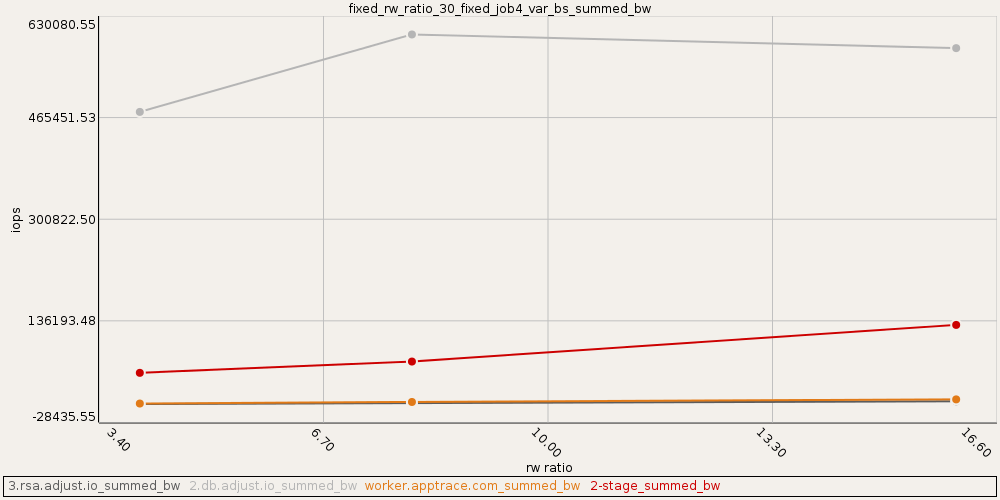 fixed_rw_ratio_30_fixed_job4_var_bs_summed_bw
630080.55
465451.53
300822.50
136193.48
-28435.55
iops
3.40
6.70
10.00
13.30
16.60
rw ratio
3.rsa.adjust.io_summed_bw 2.db.adjust.io_summed_bw worker.apptrace.com_summed_bw 2-stage_summed_bw